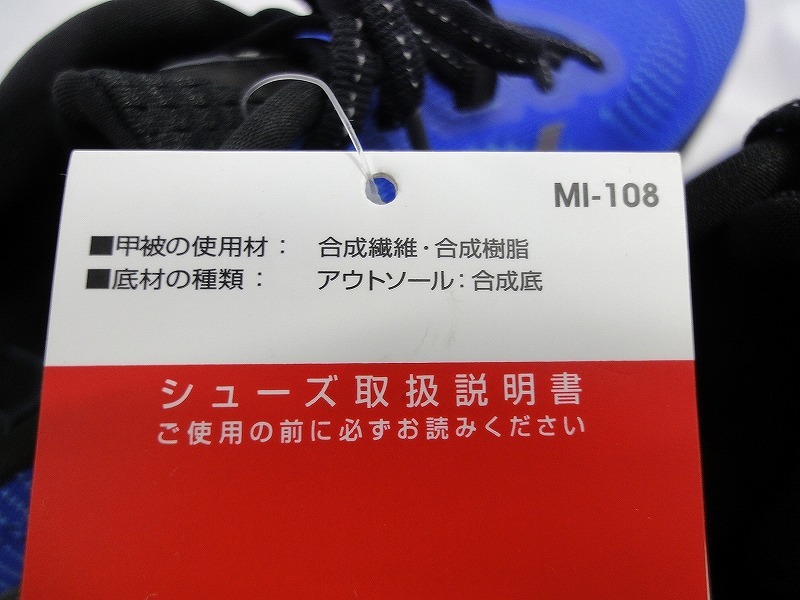 MI-108
■甲被の使用材: 合成繊維・合成樹脂
■底材の種類: アウトソール:合成底
シューズ取扱説明書
ご使用の前に必ずお読みください